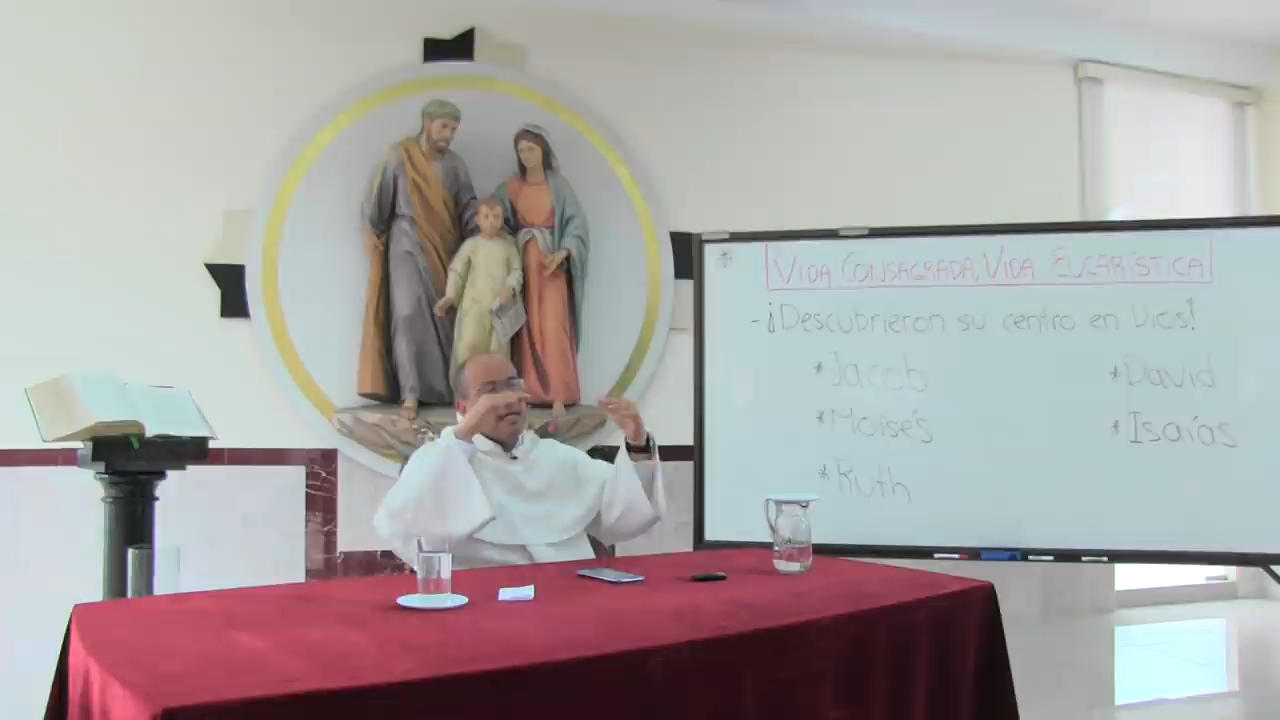 VIDA CONSAGRADA, VIDA EUCARÍSTICA
- ¡Descubrieron su centro en Dios!
*Jacob *David
*Moisés *Isaías
*Ruth